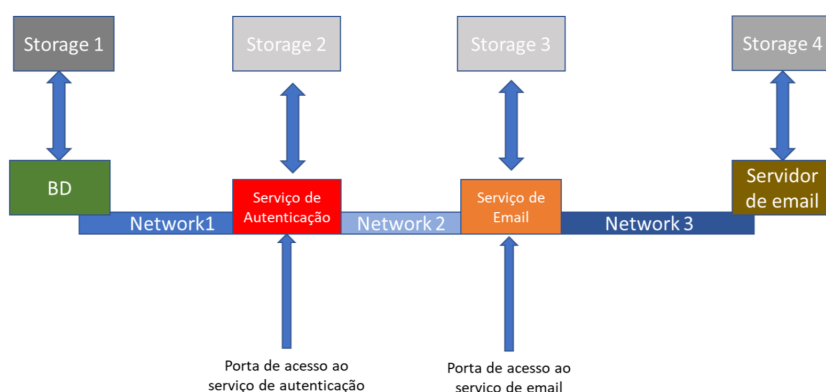 Storage 1
Storage 2
Storage 3
Storage 4
BD
Serviço de
Autenticação
Serviço de
Email
Servidor
de email
Network1
Network 2
Network 3
Porta de acesso ao
serviço de autenticação
Porta de acesso ao
serviço de email